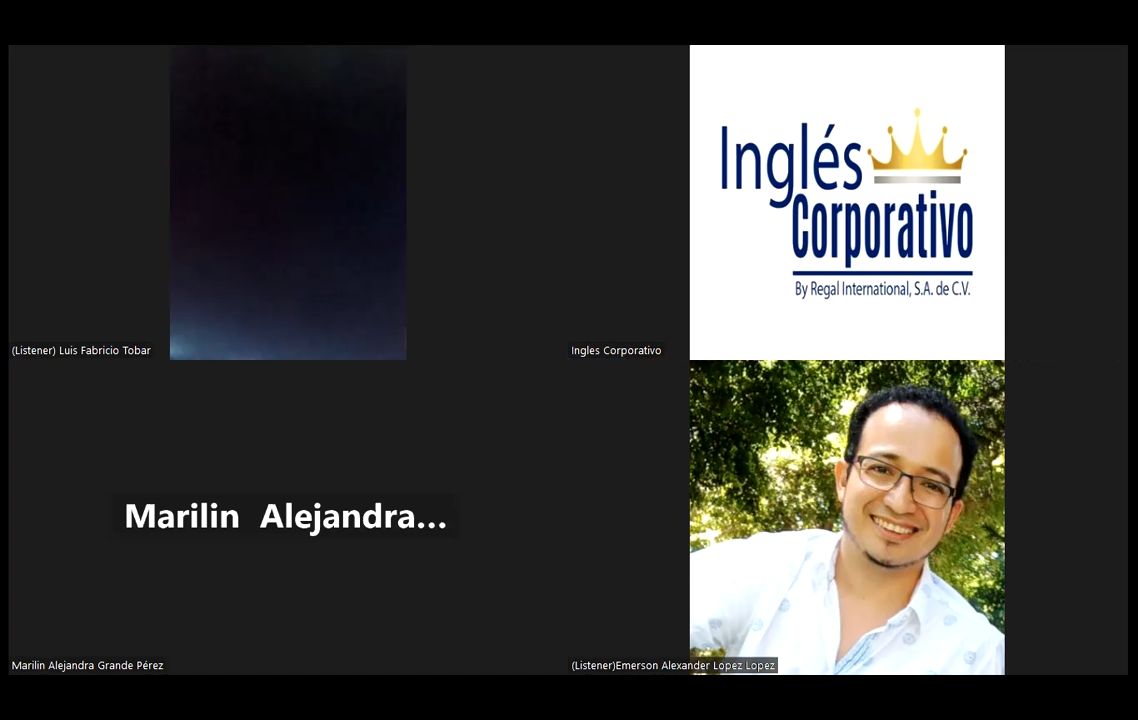 Inglés
Corporativo
By Regal International, S.A. de C.V.
(Listener) Luis Fabricio Tobar
Ingles Corporativo
Marilin Alejandra...
Marilin Alejandra Grande Pérez
(Listener)Emerson Alexander Lopez Lopez